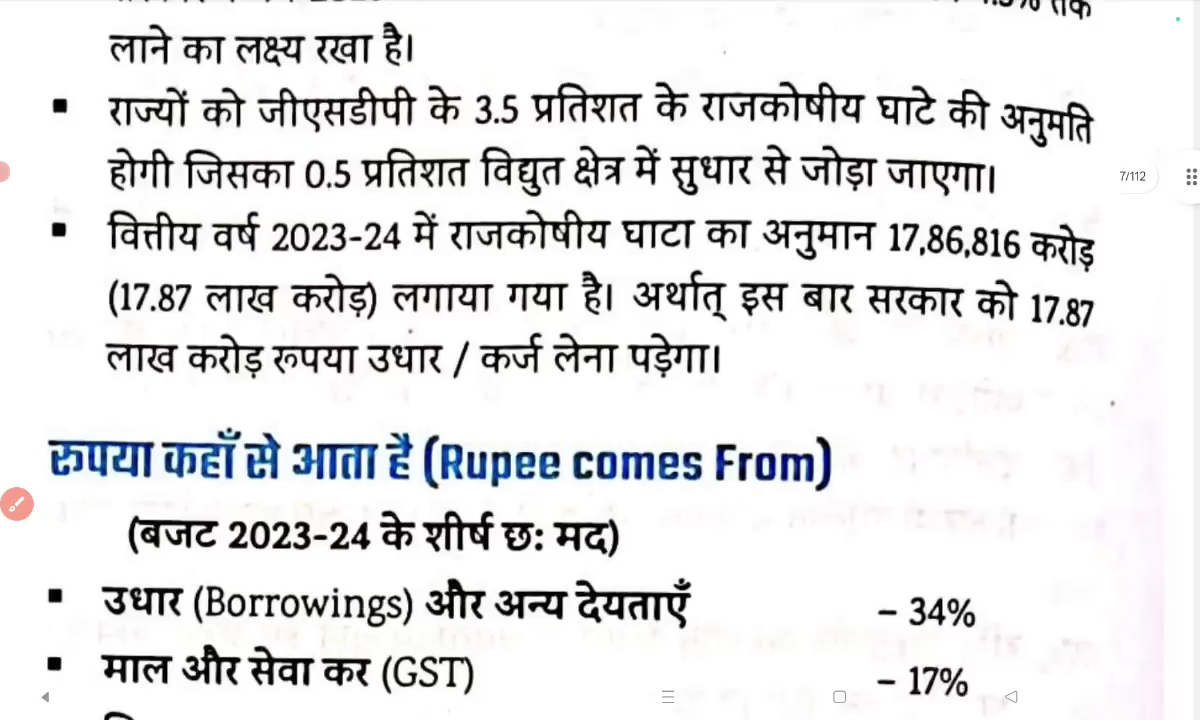 तक
लाने का लक्ष्य रखा है।
▪ राज्यों को जीएसडीपी के 3.5 प्रतिशत के राजकोषीय घाटे की अनुमति
होगी जिसका 0.5 प्रतिशत विद्युत क्षेत्र में सुधार से जोड़ा जाएगा।
7/112
▪ वित्तीय वर्ष 2023-24 में राजकोषीय घाटा का अनुमान 17,86,816 करोड़
(17.87 लाख करोड़) लगाया गया है। अर्थात् इस बार सरकार को 17.87
लाख करोड़ रुपया उधार / कर्ज लेना पड़ेगा।
रुपया कहाँ से आता है (Rupee comes From)
(बजट 2023-24 के शीर्ष छः मद)
▪ उधार (Borrowings) और अन्य देयताएँ – 34%
▪ माल और सेवा कर (GST) – 17%